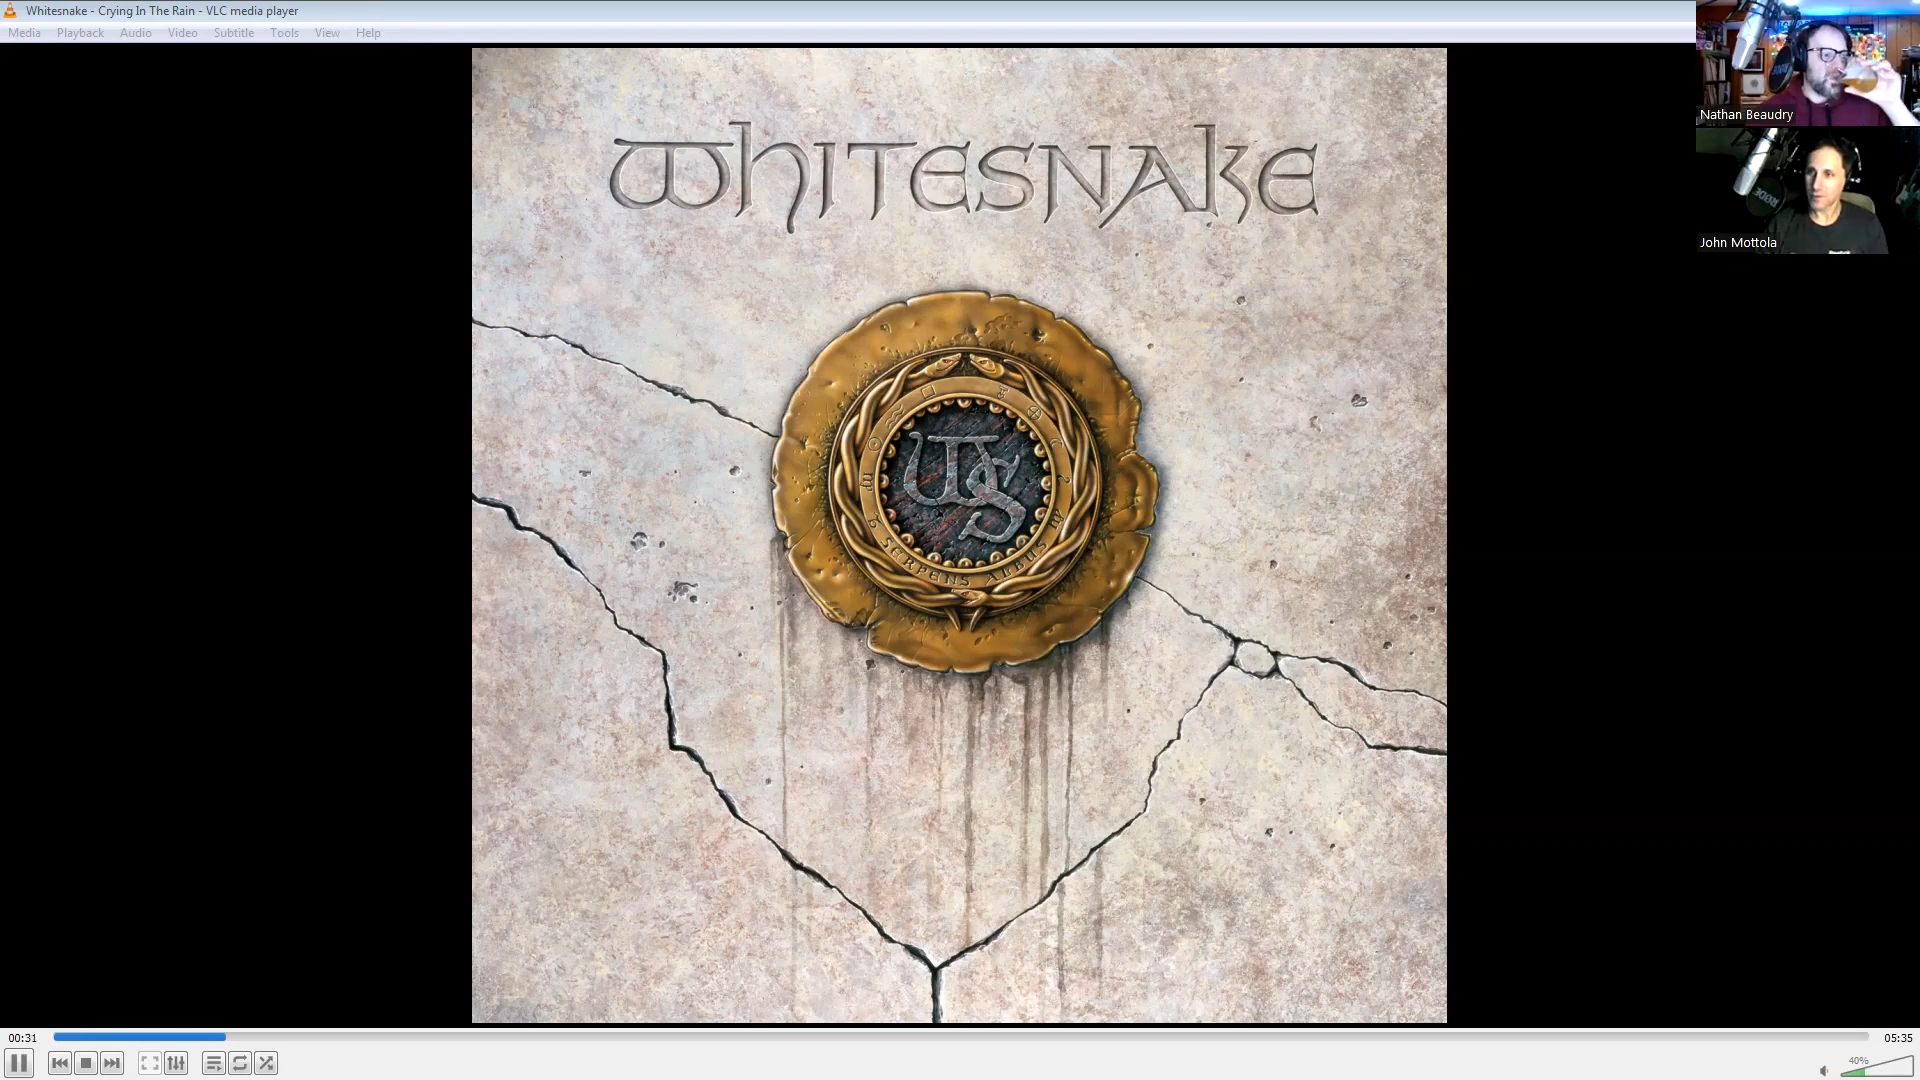 Whitesnake - Crying In The Rain - VLC media player
Media Playback Audio Video Subtitle Tools View Help
Nathan Beaudry
RØDE
John Mottola
WHITESNAKE
WS
SERPENS ALBUS
00:31
05:35
40%